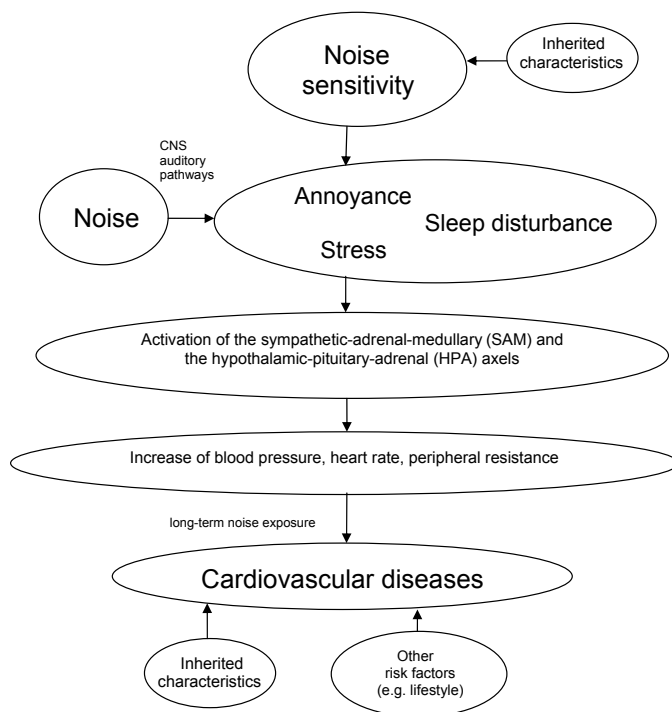 Noise
sensitivity
Inherited
characteristics
CNS
auditory
pathways
Noise
Annoyance
Sleep disturbance
Stress
Activation of the sympathetic-adrenal-medullary (SAM) and
the hypothalamic-pituitary-adrenal (HPA) axels
Increase of blood pressure, heart rate, peripheral resistance
long-term noise exposure
Cardiovascular diseases
Inherited
characteristics
Other
risk factors
(e.g. lifestyle)